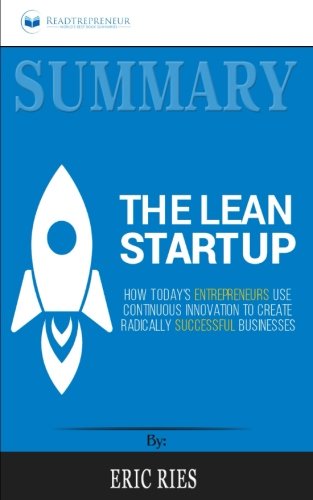 READTREPRENEUR
WORLD'S BEST BOOK SUMMARIES
SUMMARY
THE LEAN
STARTUP
HOW TODAY'S ENTREPRENEURS USE
CONTINUOUS INNOVATION TO CREATE
RADICALLY SUCCESSFUL BUSINESSES
By:
ERIC RIES